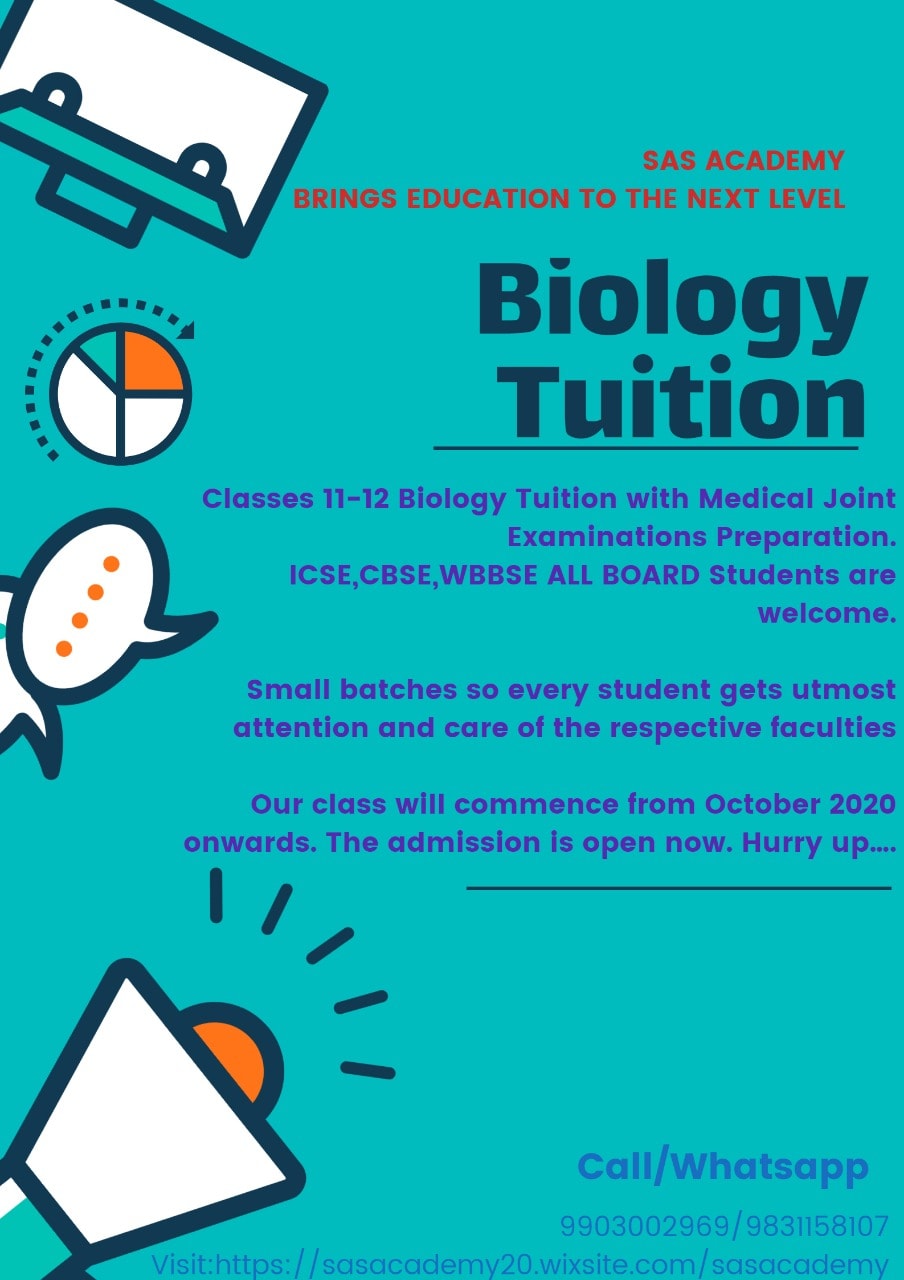 SAS ACADEMY
BRINGS EDUCATION TO THE NEXT LEVEL
Biology
Tuition
Classes 11-12 Biology Tuition with Medical Joint
Examinations Preparation.
ICSE,CBSE,WBBSE ALL BOARD Students are
welcome.
Small batches so every student gets utmost
attention and care of the respective faculties
Our class will commence from October 2020
onwards. The admission is open now. Hurry up....
Call/Whatsapp
9903002969/9831158107
Visit:https://sasacademy20.wixsite.com/sasacademy